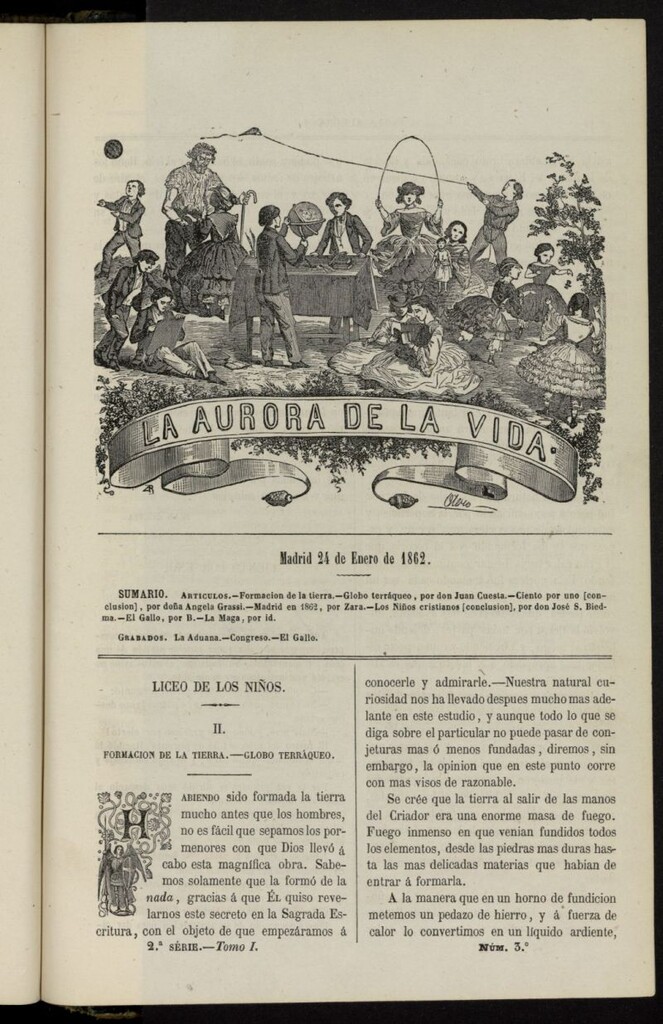 LA AURORA DE LA VIDA.
Madrid 24 de Enero de 1862.
SUMARIO. ARTICULOS.—Formacion de la tierra.—Globo terráqueo, por don Juan Cuesta.—Ciento por uno [con-
clusion], por doña Angela Grassi.—Madrid en 1862, por Zara.—Los Niños cristianos [conclusion], por don José S. Bied-
ma.—El Gallo, por B.—La Maga, por id.
GRABADOS. La Aduana.—Congreso.—El Gallo.
LICEO DE LOS NIÑOS.
II.
FORMACION DE LA TIERRA.—GLOBO TERRÁQUEO.
HABIENDO sido formada la tierra
mucho antes que los hombres,
no es fácil que sepamos los por-
menores con que Dios llevó á
cabo esta magnífica obra. Sabe-
mos solamente que la formó de la
nada, gracias á que ÉL quiso reve-
larnos este secreto en la Sagrada Es-
critura, con el objeto de que empezáramos á
2.ª SÉRIE.—Tomo I.
conocerle y admirarle.—Nuestra natural cu-
riosidad nos ha llevado despues mucho mas ade-
lante en este estudio, y aunque todo lo que se
diga sobre el particular no puede pasar de con-
jeturas mas ó ménos fundadas, diremos, sin
embargo, la opinion que en este punto corre
con mas visos de razonable.
Se crée que la tierra al salir de las manos
del Criador era una enorme masa de fuego.
Fuego inmenso en que venian fundidos todos
los elementos, desde las piedras mas duras has-
ta las mas delicadas materias que habian de
entrar á formarla.
A la manera que en un horno de fundicion
metemos un pedazo de hierro, y á fuerza de
calor lo convertimos en un líquido ardiente,
NÚM. 3.º